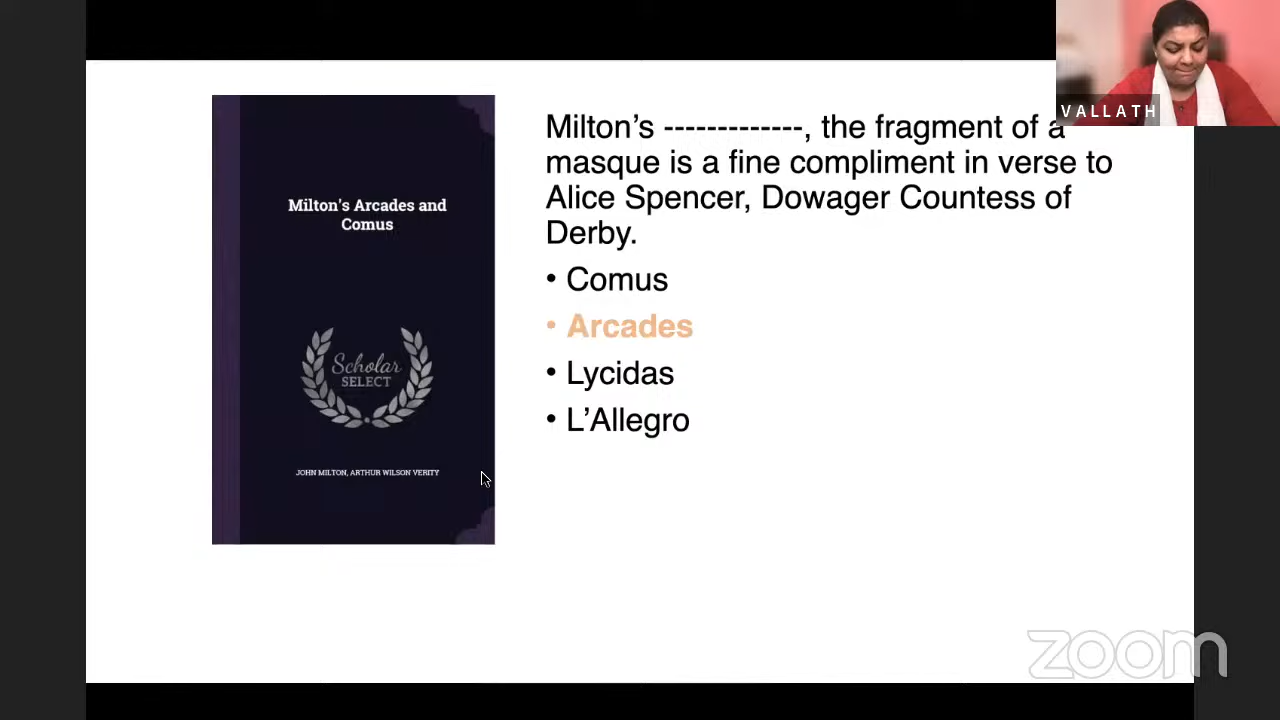 VALLATH
Milton's Arcades and
Comus
Scholar
SELECT
JOHN MILTON, ARTHUR WILSON VERITY
Milton’s -------------, the fragment of a
masque is a fine compliment in verse to
Alice Spencer, Dowager Countess of
Derby.
• Comus
• Arcades
• Lycidas
• L’Allegro
zoom